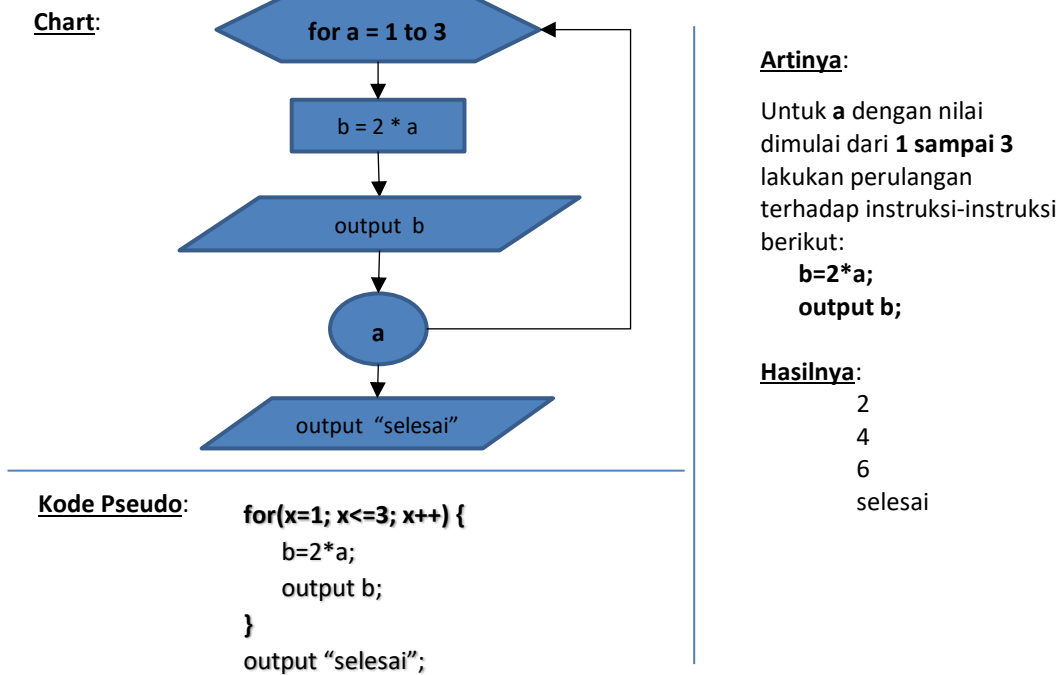 Chart:
for a = 1 to 3
b = 2 * a
output b
a
output “selesai”
Kode Pseudo:
for(x=1; x<=3; x++) {
b=2*a;
output b;
}
output “selesai”;
Artinya:
Untuk a dengan nilai
dimulai dari 1 sampai 3
lakukan perulangan
terhadap instruksi-instruksi
berikut:
b=2*a;
output b;
Hasilnya:
2
4
6
selesai